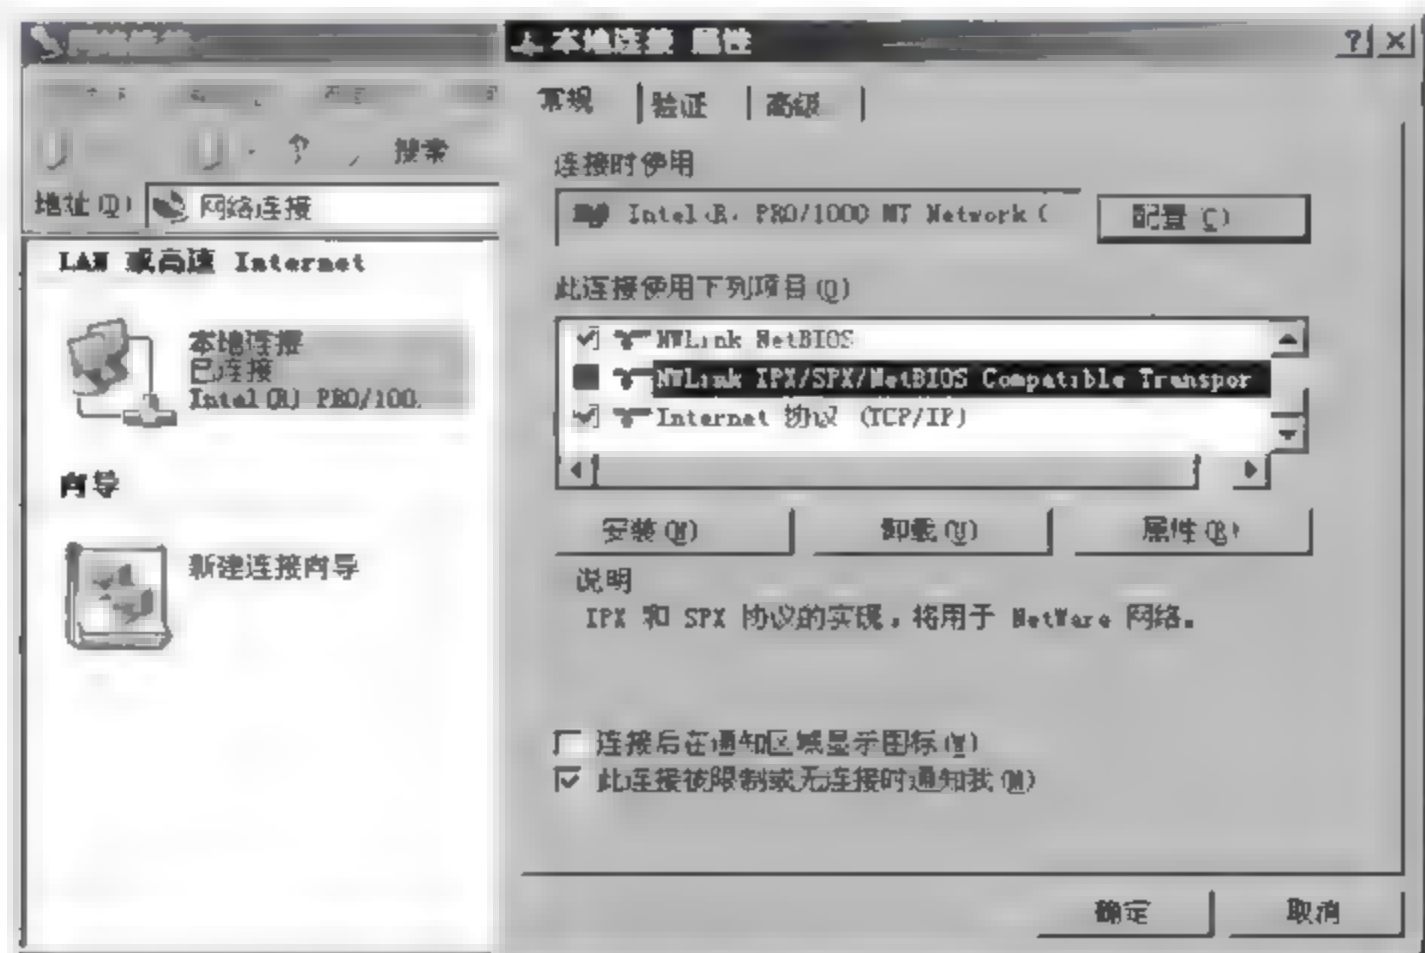 搜索
地址(D)
网络连接
LAN 或高速 Internet
本地连接
已连接
Intel(R) PRO/100.
向导
新建连接向导
本地连接 属性
常规
验证
高级
连接时使用
Intel(R) PRO/1000 MT Network (
配置(C)
此连接使用下列项目(O)
NWLink NetBIOS
NWLink IPX/SPX/NetBIOS Compatible Transpor
Internet 协议 (TCP/IP)
安装(N)
卸载(U)
属性(R)
说明
IPX 和 SPX 协议的实现，将用于 NetWare 网络。
连接后在通知区域显示图标(W)
此连接被限制或无连接时通知我(M)
确定
取消